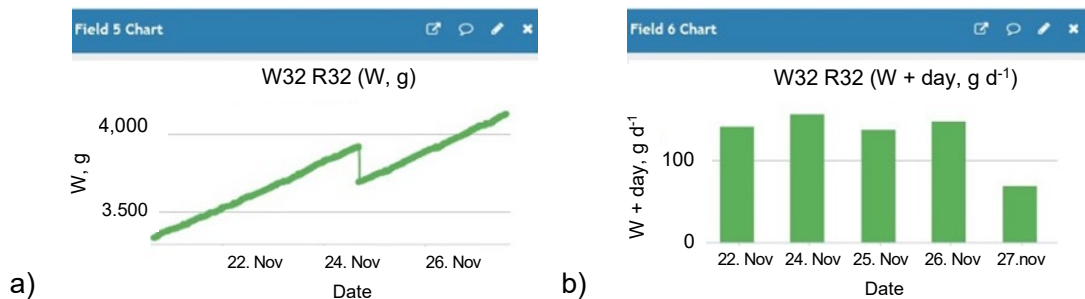 Field 5 Chart
W32 R32 (W, g)
W, g
4,000
3.500
22. Nov
24. Nov
26. Nov
Date
a)
Field 6 Chart
W32 R32 (W + day, g d⁻¹)
W + day, g d⁻¹
100
0
22. Nov
24. Nov
25. Nov
26. Nov
27.nov
Date
b)